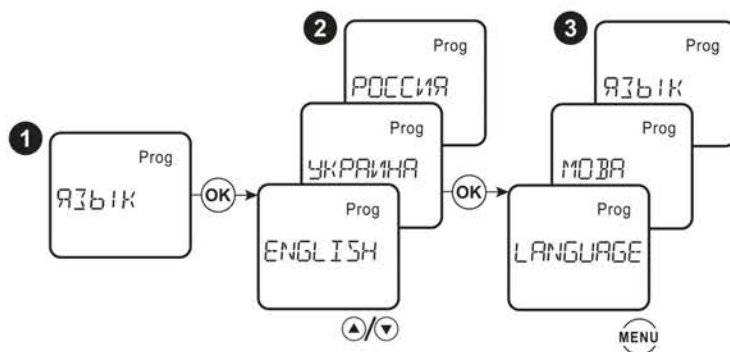 1
Prog
ЯЗЫК
OK
2
Prog
РОССИЯ
Prog
УКРАИНА
Prog
ENGLISH
/
OK
3
Prog
ЯЗЫК
Prog
МОВА
Prog
LANGUAGE
MENU